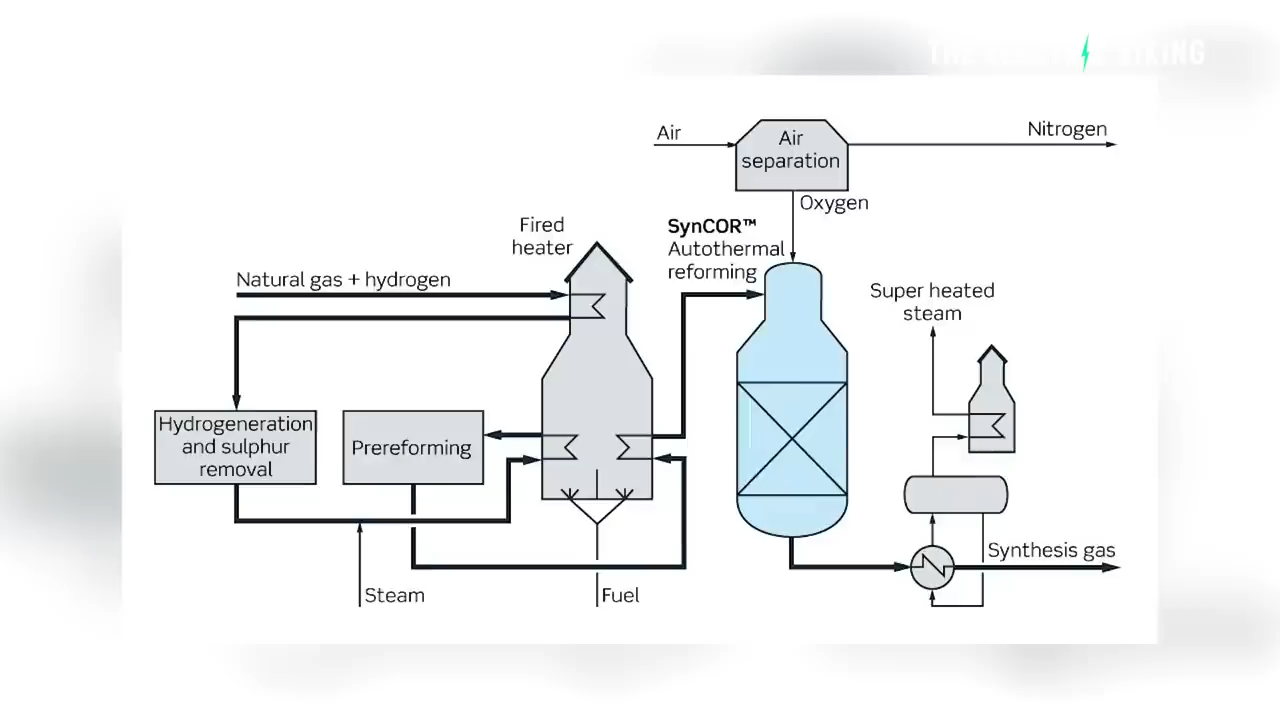 Air
Air
separation
Nitrogen
Oxygen
Fired
heater
SynCOR™
Autothermal
reforming
Natural gas + hydrogen
Super heated
steam
Hydrogeneration
and sulphur
removal
Prereforming
Synthesis gas
Steam
Fuel